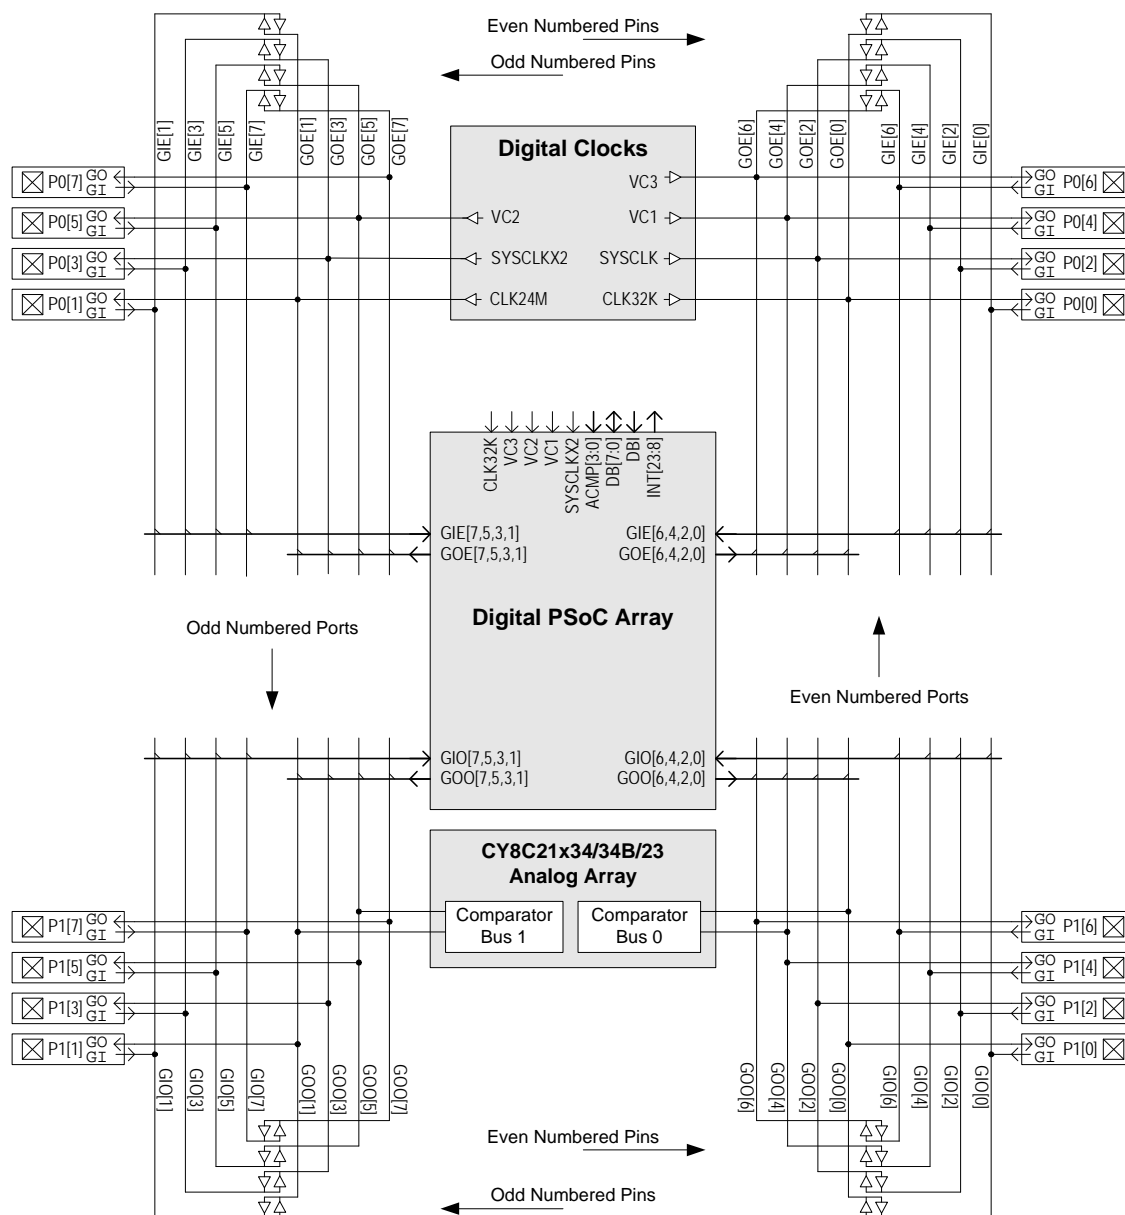 Even Numbered Pins
Odd Numbered Pins
GIE[1]
GIE[3]
GIE[5]
GIE[7]
GOE[1]
GOE[3]
GOE[5]
GOE[7]
GOE[6]
GOE[4]
GOE[2]
GOE[0]
GIE[6]
GIE[4]
GIE[2]
GIE[0]
Digital Clocks
VC3
VC2
VC1
SYSCLKX2
SYSCLK
CLK24M
CLK32K
P0[7] GO
GI
P0[5] GO
GI
P0[3] GO
GI
P0[1] GO
GI
GO P0[6]
GI
GO P0[4]
GI
GO P0[2]
GI
GO P0[0]
GI
CLK32K
VC3
VC2
VC1
SYSCLKX2
ACMP[3:0]
DB[7:0]
DBI
INT[23:8]
GIE[7,5,3,1]
GIE[6,4,2,0]
GOE[7,5,3,1]
GOE[6,4,2,0]
Digital PSoC Array
Odd Numbered Ports
Even Numbered Ports
GIO[7,5,3,1]
GIO[6,4,2,0]
GOO[7,5,3,1]
GOO[6,4,2,0]
CY8C21x34/34B/23
Analog Array
Comparator
Bus 1
Comparator
Bus 0
P1[7] GO
GI
P1[5] GO
GI
P1[3] GO
GI
P1[1] GO
GI
GO P1[6]
GI
GO P1[4]
GI
GO P1[2]
GI
GO P1[0]
GI
GIO[1]
GIO[3]
GIO[5]
GIO[7]
GOO[1]
GOO[3]
GOO[5]
GOO[7]
GOO[6]
GOO[4]
GOO[2]
GOO[0]
GIO[6]
GIO[4]
GIO[2]
GIO[0]
Even Numbered Pins
Odd Numbered Pins